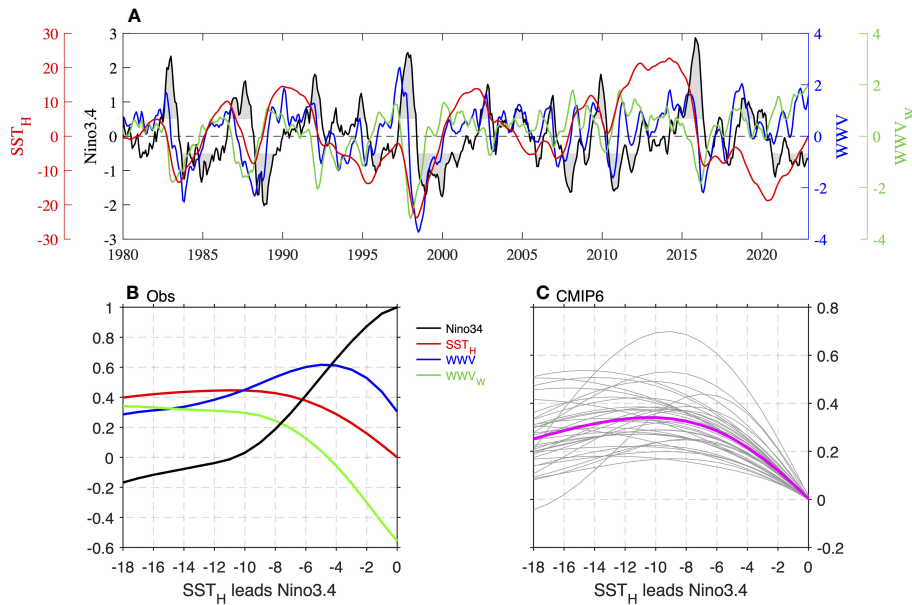 A
30
20
10
0
-10
-20
-30
SST_H
3
2
1
0
-1
-2
-3
Nino3.4
4
2
0
-2
-4
WWV
4
2
0
-2
-4
WWV_W
1980 1985 1990 1995 2000 2005 2010 2015 2020
B Obs
1
0.8
0.6
0.4
0.2
0
-0.2
-0.4
-0.6
-18 -16 -14 -12 -10 -8 -6 -4 -2 0
SST_H leads Nino3.4
Nino34
SST_H
WWV
WWV_W
C CMIP6
0.8
0.6
0.4
0.2
0
-0.2
-18 -16 -14 -12 -10 -8 -6 -4 -2 0
SST_H leads Nino3.4